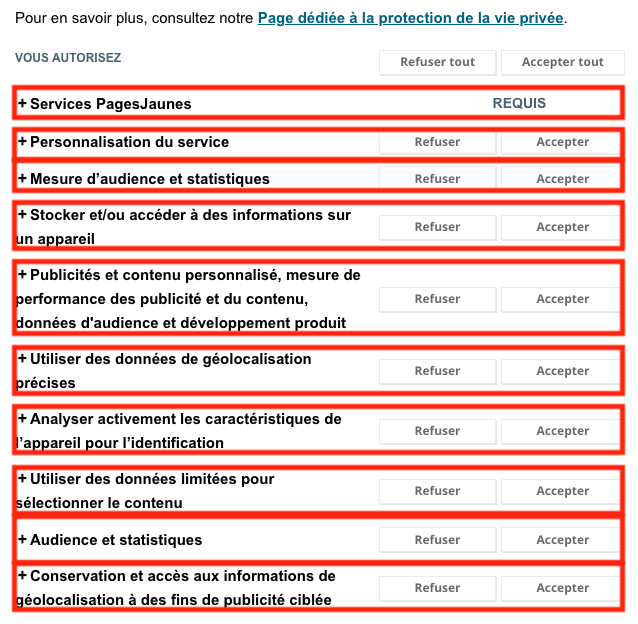 Pour en savoir plus, consultez notre Page dédiée à la protection de la vie privée.
VOUS AUTORISEZ Refuser tout Accepter tout
+ Services PagesJaunes REQUIS
+ Personnalisation du service Refuser Accepter
+ Mesure d’audience et statistiques Refuser Accepter
+ Stocker et/ou accéder à des informations sur
un appareil Refuser Accepter
+ Publicités et contenu personnalisé, mesure de
performance des publicité et du contenu, Refuser Accepter
données d'audience et développement produit
+ Utiliser des données de géolocalisation
précises Refuser Accepter
+ Analyser activement les caractéristiques de
l’appareil pour l’identification Refuser Accepter
+ Utiliser des données limitées pour
sélectionner le contenu Refuser Accepter
+ Audience et statistiques Refuser Accepter
+ Conservation et accès aux informations de
géolocalisation à des fins de publicité ciblée Refuser Accepter